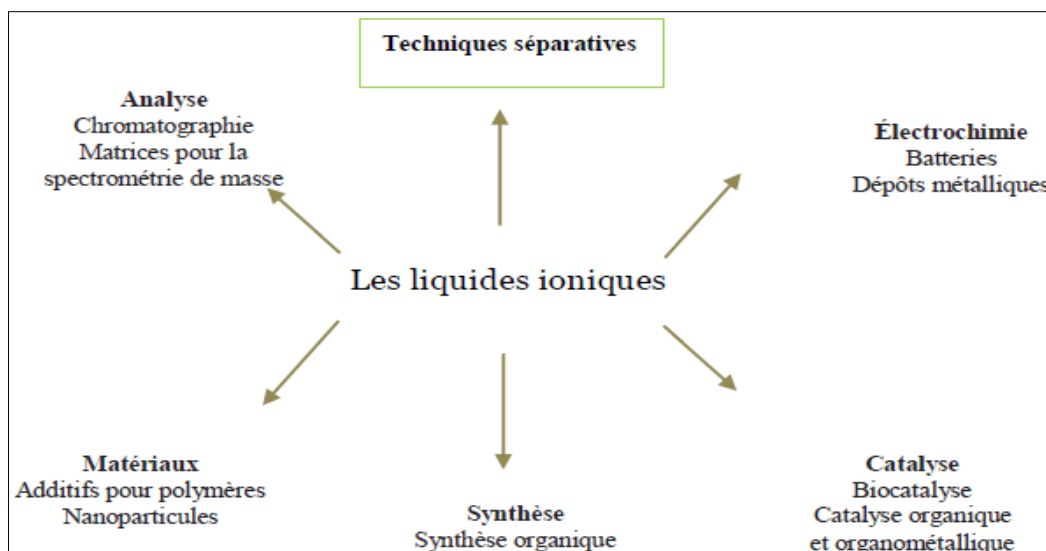 Techniques séparatives
Analyse
Chromatographie
Matrices pour la
spectrométrie de masse
Électrochimie
Batteries
Dépôts métalliques
Les liquides ioniques
Matériaux
Additifs pour polymères
Nanoparticules
Synthèse
Synthèse organique
Catalyse
Biocatalyse
Catalyse organique
et organométallique